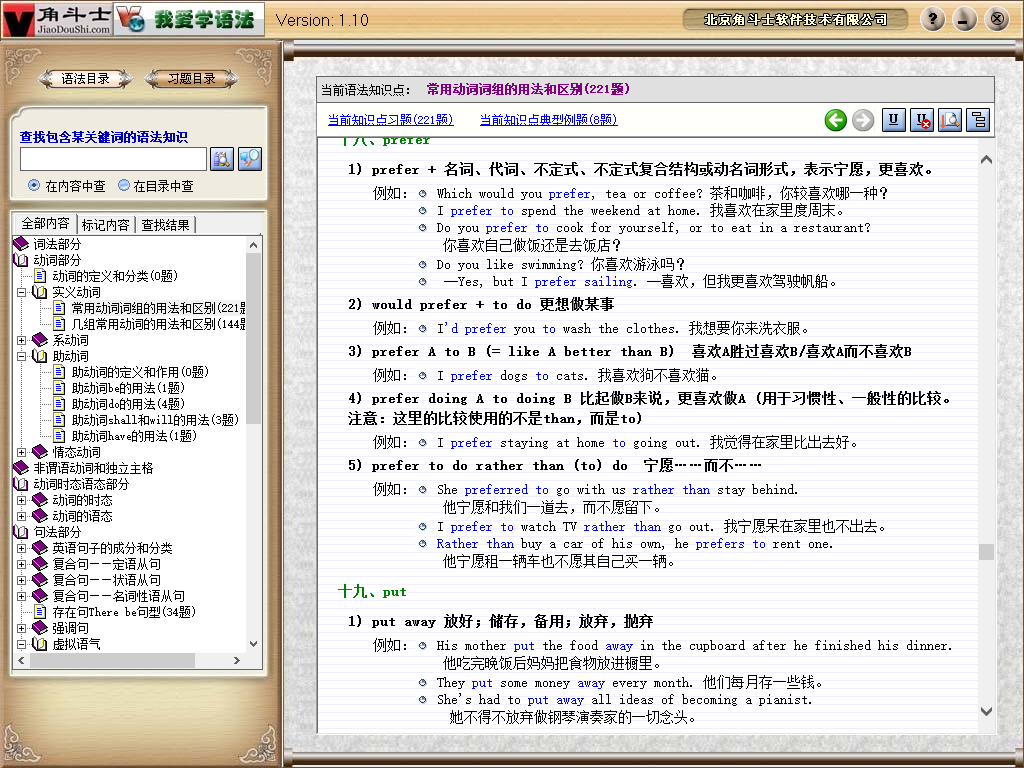 角斗士
JiaoDouShi.com
我爱学语法
Version: 1.10
北京角斗士软件技术有限公司
语法目录
习题目录
查找包含某关键词的语法知识
在内容中查
在目录中查
全部内容
标记内容
查找结果
词法部分
动词部分
动词的定义和分类(0题)
实义动词
常用动词词组的用法和区别(221题
几组常用动词的用法和区别(144题
系动词
助动词
助动词的定义和作用(0题)
助动词be的用法(1题)
助动词do的用法(4题)
助动词shall和will的用法(3题)
助动词have的用法(1题)
情态动词
非谓语动词和独立主格
动词时态语态部分
动词的时态
动词的语态
句法部分
英语句子的成分和分类
复合句——定语从句
复合句——状语从句
复合句——名词性语从句
存在句There be句型(34题)
强调句
虚拟语气
当前语法知识点： 常用动词词组的用法和区别(221题)
当前知识点习题(221题)
当前知识点典型例题(8题)
十八、prefer
1) prefer + 名词、代词、不定式、不定式复合结构或动名词形式，表示宁愿，更喜欢。
例如： Which would you prefer, tea or coffee? 茶和咖啡，你较喜欢哪一种？
I prefer to spend the weekend at home. 我喜欢在家里度周末。
Do you prefer to cook for yourself, or to eat in a restaurant?
你喜欢自己做饭还是去饭店？
Do you like swimming? 你喜欢游泳吗？
—Yes, but I prefer sailing. —喜欢，但我更喜欢驾驶帆船。
2) would prefer + to do 更想做某事
例如： I'd prefer you to wash the clothes. 我想要你来洗衣服。
3) prefer A to B (= like A better than B) 喜欢A胜过喜欢B/喜欢A而不喜欢B
例如： I prefer dogs to cats. 我喜欢狗不喜欢猫。
4) prefer doing A to doing B 比起做B来说，更喜欢做A (用于习惯性、一般性的比较。
注意：这里的比较使用的不是than，而是to)
例如： I prefer staying at home to going out. 我觉得在家里比出去好。
5) prefer to do rather than (to) do 宁愿……而不……
例如： She preferred to go with us rather than stay behind.
他宁愿和我们一道去，而不愿留下。
I prefer to watch TV rather than go out. 我宁愿呆在家里也不出去。
Rather than buy a car of his own, he prefers to rent one.
他宁愿租一辆车也不愿其自己买一辆。
十九、put
1) put away 放好；储存，备用；放弃，抛弃
例如： His mother put the food away in the cupboard after he finished his dinner.
他吃完晚饭后妈妈把食物放进橱里。
They put some money away every month. 他们每月存一些钱。
She's had to put away all ideas of becoming a pianist.
她不得不放弃做钢琴演奏家的一切念头。